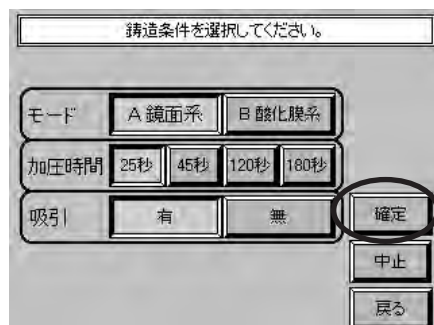 鋳造条件を選択してください。
モード A 鏡面系 B 酸化膜系
加圧時間 25秒 45秒 120秒 180秒
吸引 有 無 確定
中止
戻る